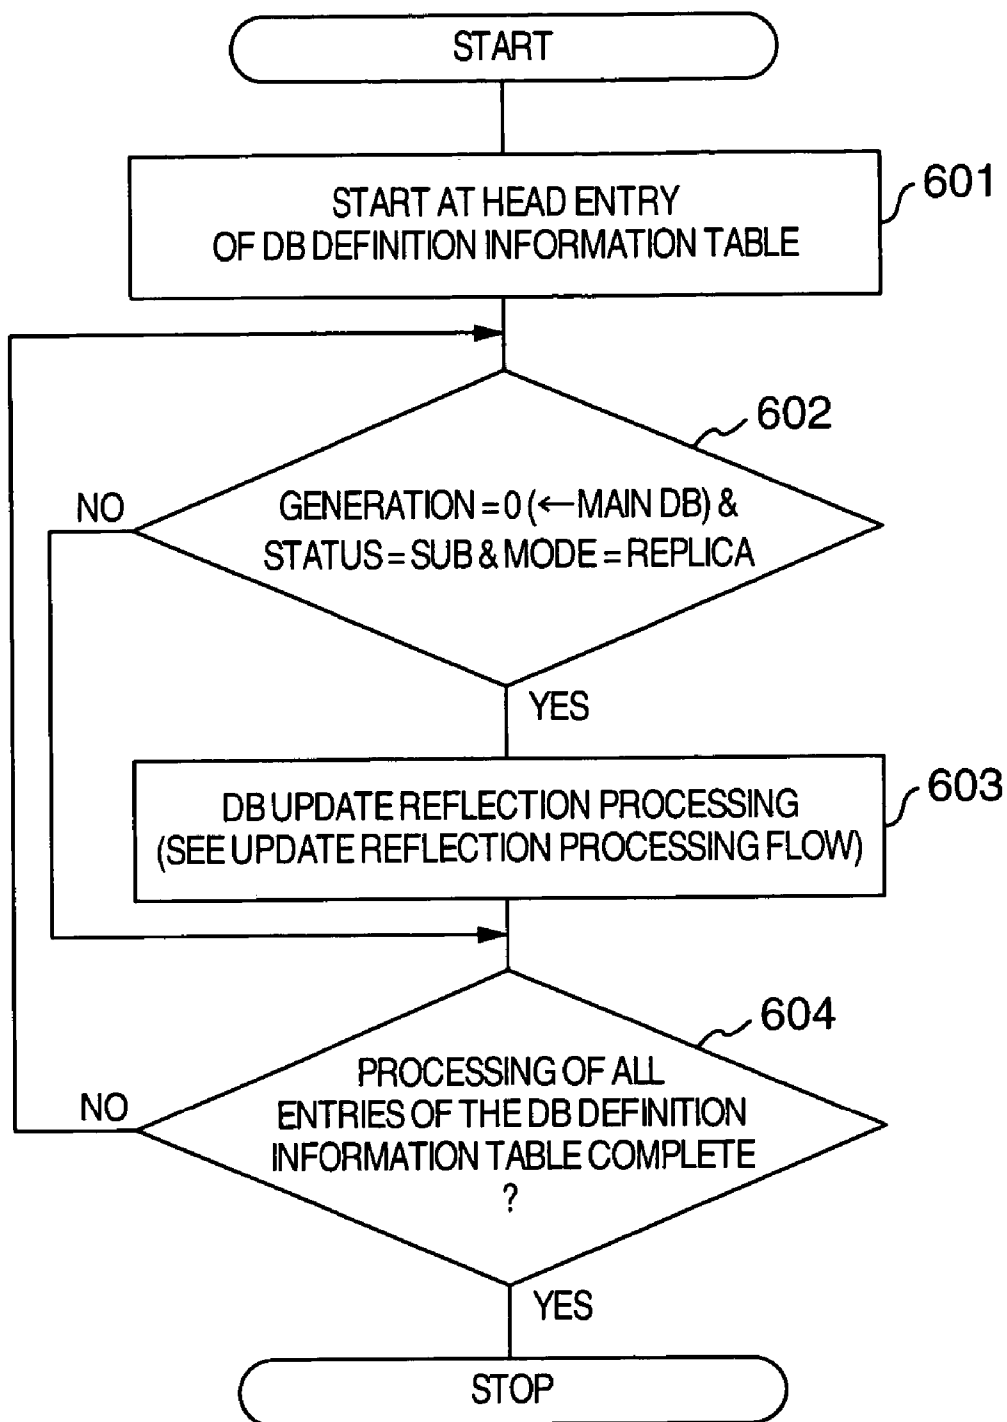 START
START AT HEAD ENTRY
OF DB DEFINITION INFORMATION TABLE
601
602
GENERATION = 0 (←MAIN DB) &
STATUS = SUB & MODE = REPLICA
NO
YES
DB UPDATE REFLECTION PROCESSING
(SEE UPDATE REFLECTION PROCESSING FLOW)
603
604
PROCESSING OF ALL
ENTRIES OF THE DB DEFINITION
INFORMATION TABLE COMPLETE
?
NO
YES
STOP